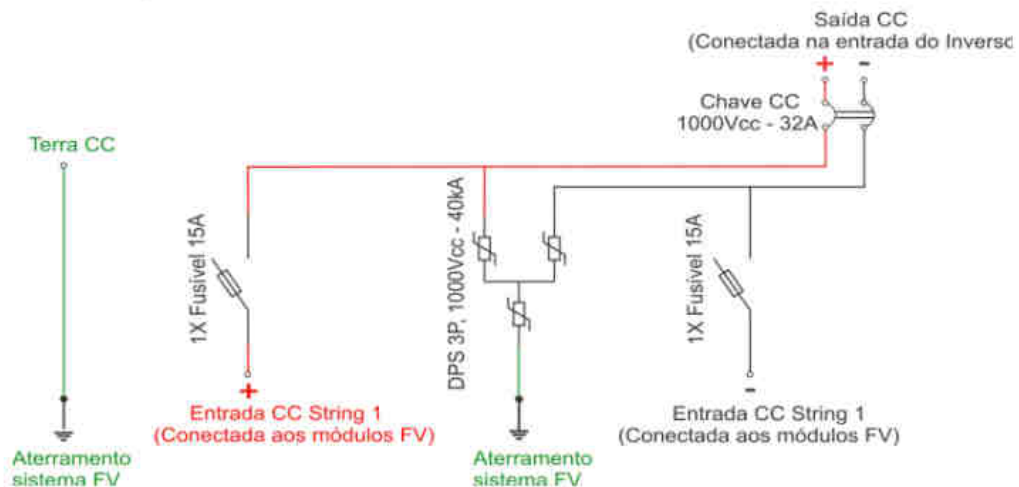 Saída CC
(Conectada na entrada do Inverso
+ -
Chave CC
1000Vcc - 32A
Terra CC
1X Fusível 15A
DPS 3P, 1000Vcc - 40kA
1X Fusível 15A
+
-
Entrada CC String 1
(Conectada aos módulos FV)
Entrada CC String 1
(Conectada aos módulos FV)
Aterramento
sistema FV
Aterramento
sistema FV